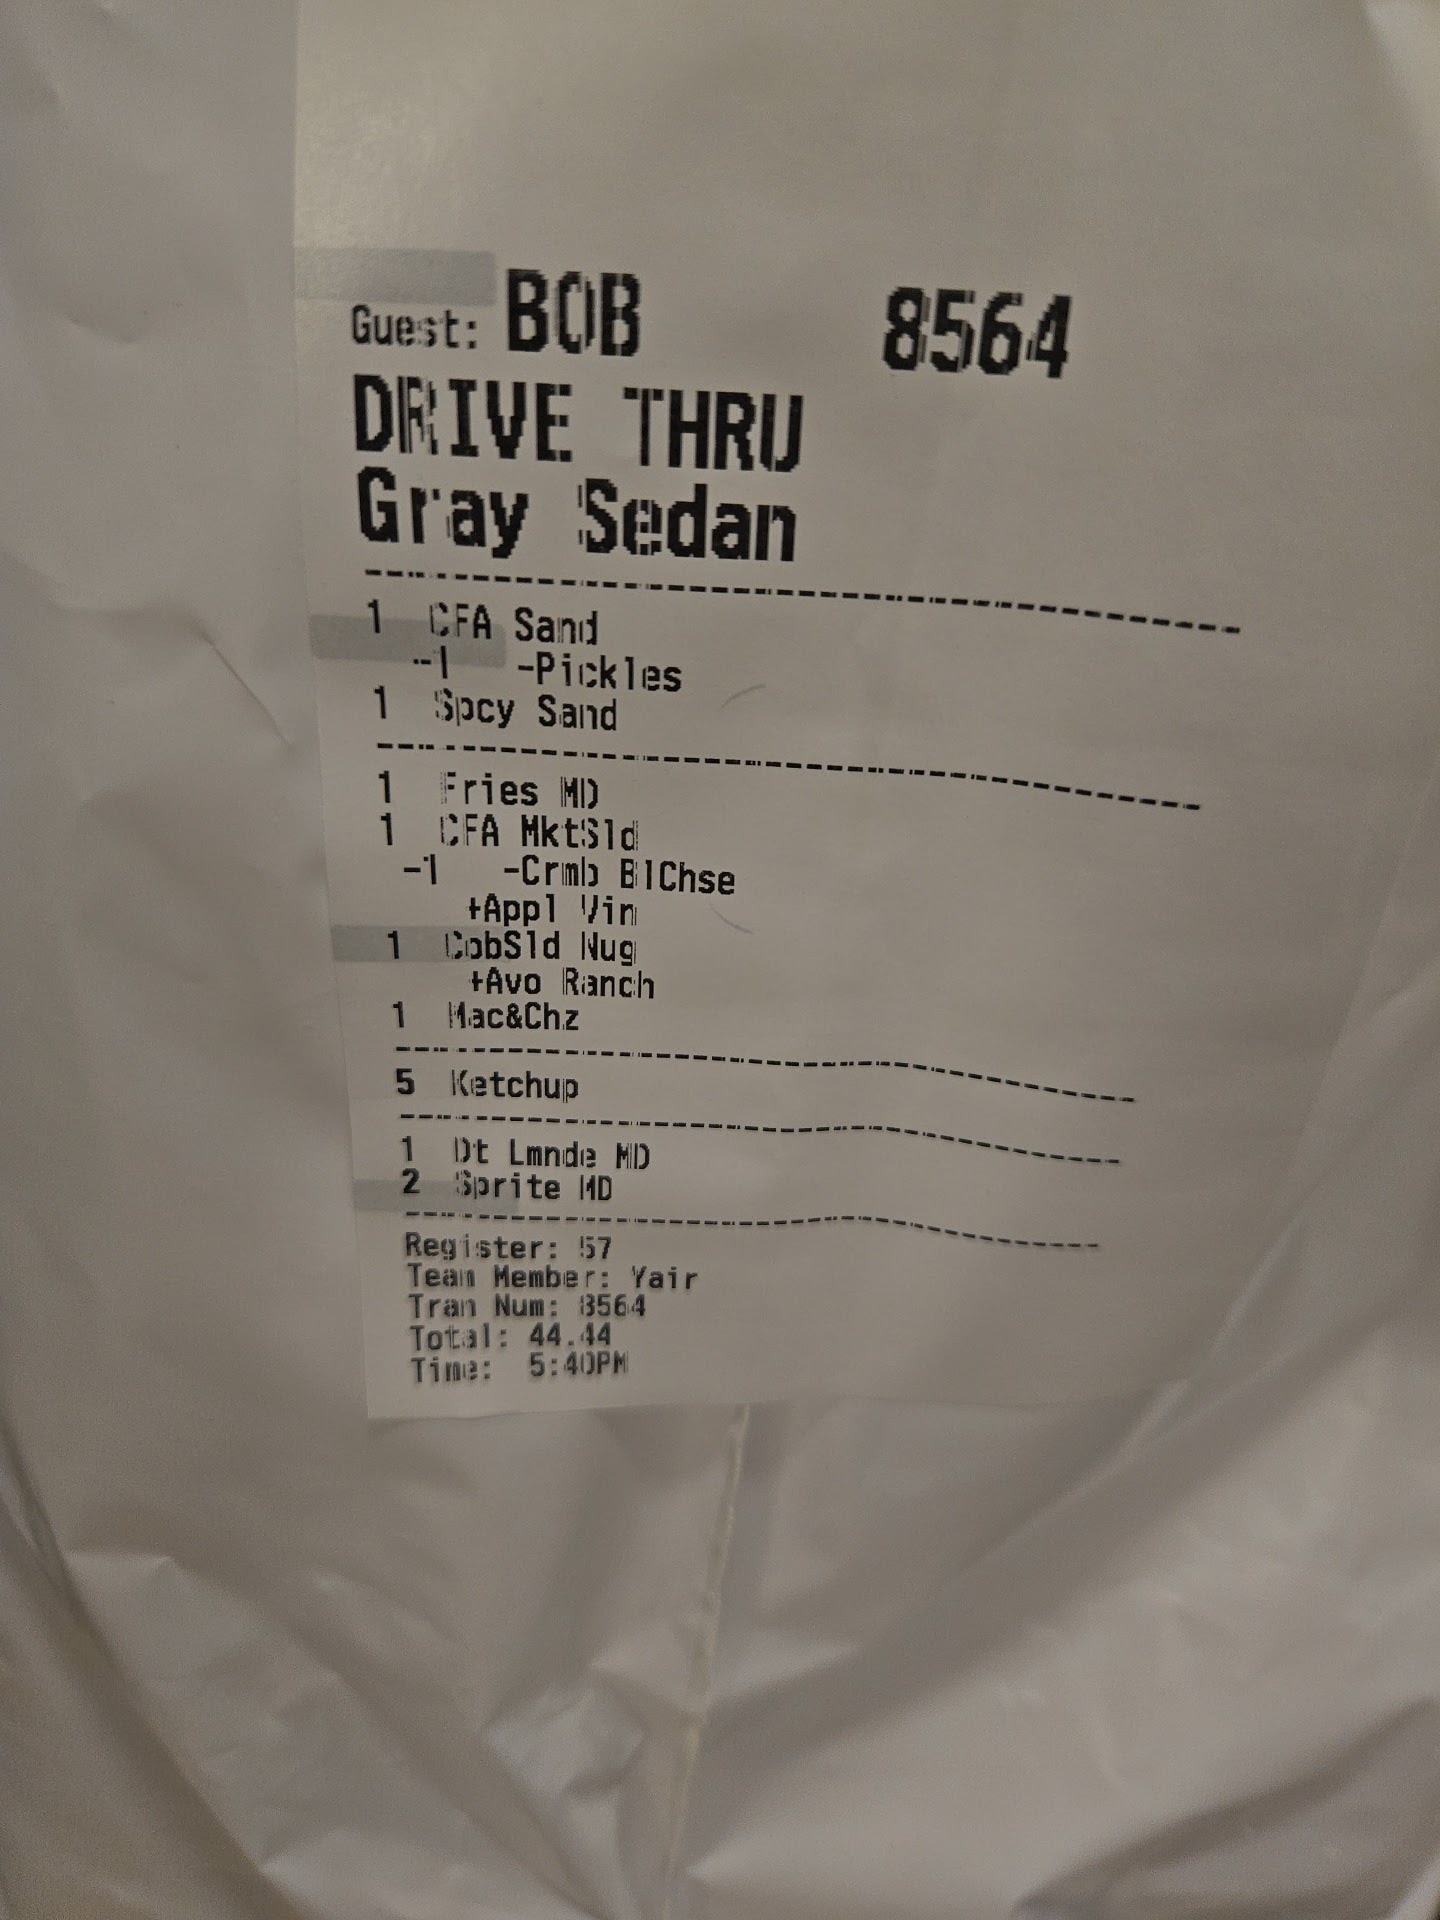 Guest: BOB 8564
DRIVE THRU
Gray Sedan
1 CFA Sand
-1 -Pickles
1 Spcy Sand
1 Fries MD
1 CFA MktSld
-1 -Crmb BlChse
+Appl Vin
1 CobSld Nug
+Avo Ranch
1 Mac&Chz
5 Ketchup
1 Dt Lmnde MD
2 Sprite MD
Register: 57
Team Member: Yair
Tran Num: 8564
Total: 44.44
Time: 5:40PM